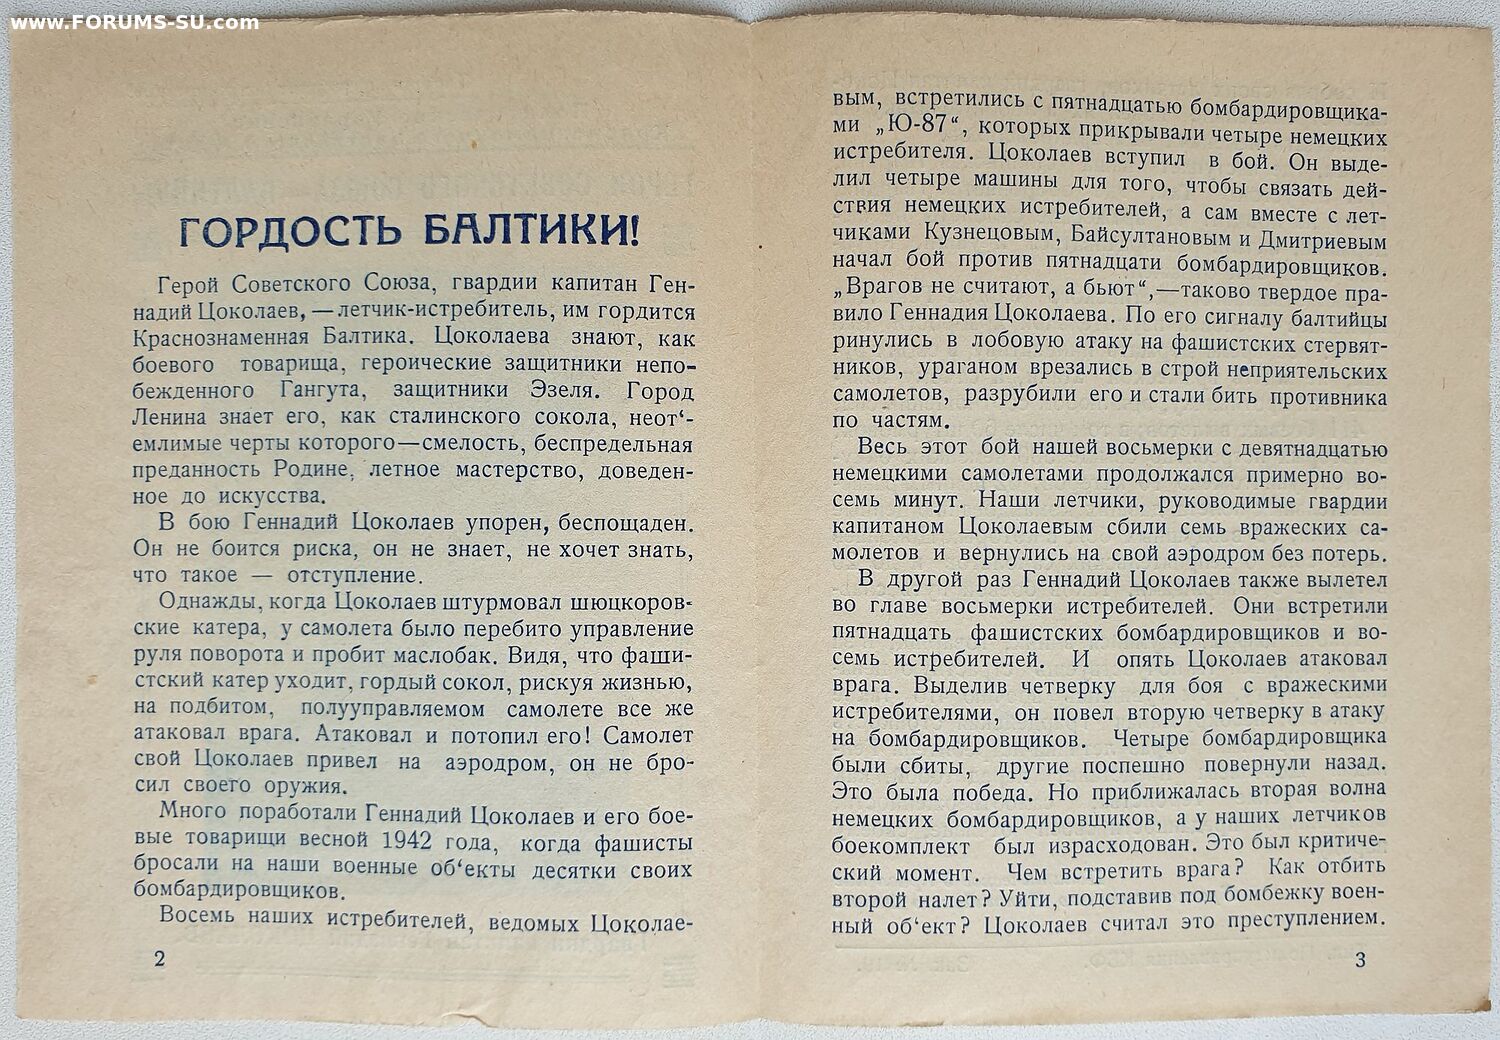 www.FORUMS-SU.com
ГОРДОСТЬ БАЛТИКИ!
Герой Советского Союза, гвардии капитан Ген-
надий Цоколаев, —летчик-истребитель, им гордится
Краснознаменная Балтика. Цоколаева знают, как
боевого товарища, героические защитники непо-
бежденного Гангута, защитники Эзеля. Город
Ленина знает его, как сталинского сокола, неот‘-
емлимые черты которого—смелость, беспредельная
преданность Родине, летное мастерство, доведен-
ное до искусства.
В бою Геннадий Цоколаев упорен, беспощаден.
Он не боится риска, он не знает, не хочет знать,
что такое — отступление.
Однажды, когда Цоколаев штурмовал шюцкоров-
ские катера, у самолета было перебито управление
руля поворота и пробит маслобак. Видя, что фаши-
стский катер уходит, гордый сокол, рискуя жизнью,
на подбитом, полууправляемом самолете все же
атаковал врага. Атаковал и потопил его! Самолет
свой Цоколаев привел на аэродром, он не бро-
сил своего оружия.
Много поработали Геннадий Цоколаев и его бое-
вые товарищи весной 1942 года, когда фашисты
бросали на наши военные об‘екты десятки своих
бомбардировщиков.
Восемь наших истребителей, ведомых Цоколае-
2
вым, встретились с пятнадцатью бомбардировщика-
ми „Ю-87“, которых прикрывали четыре немецких
истребителя. Цоколаев вступил в бой. Он выде-
лил четыре машины для того, чтобы связать дей-
ствия немецких истребителей, а сам вместе с лет-
чиками Кузнецовым, Байсултановым и Дмитриевым
начал бой против пятнадцати бомбардировщиков.
„Врагов не считают, а бьют“,—таково твердое пра-
вило Геннадия Цоколаева. По его сигналу балтийцы
ринулись в лобовую атаку на фашистских стервят-
ников, ураганом врезались в строй неприятельских
самолетов, разрубили его и стали бить противника
по частям.
Весь этот бой нашей восьмерки с девятнадцатью
немецкими самолетами продолжался примерно во-
семь минут. Наши летчики, руководимые гвардии
капитаном Цоколаевым сбили семь вражеских са-
молетов и вернулись на свой аэродром без потерь.
В другой раз Геннадий Цоколаев также вылетел
во главе восьмерки истребителей. Они встретили
пятнадцать фашистских бомбардировщиков и во-
семь истребителей. И опять Цоколаев атаковал
врага. Выделив четверку для боя с вражескими
истребителями, он повел вторую четверку в атаку
на бомбардировщиков. Четыре бомбардировщика
были сбиты, другие поспешно повернули назад.
Это была победа. Но приближалась вторая волна
немецких бомбардировщиков, а у наших летчиков
боекомплект был израсходован. Это был критиче-
ский момент. Чем встретить врага? Как отбить
второй налет? Уйти, подставив под бомбежку воен-
ный об‘ект? Цоколаев считал это преступлением.
3